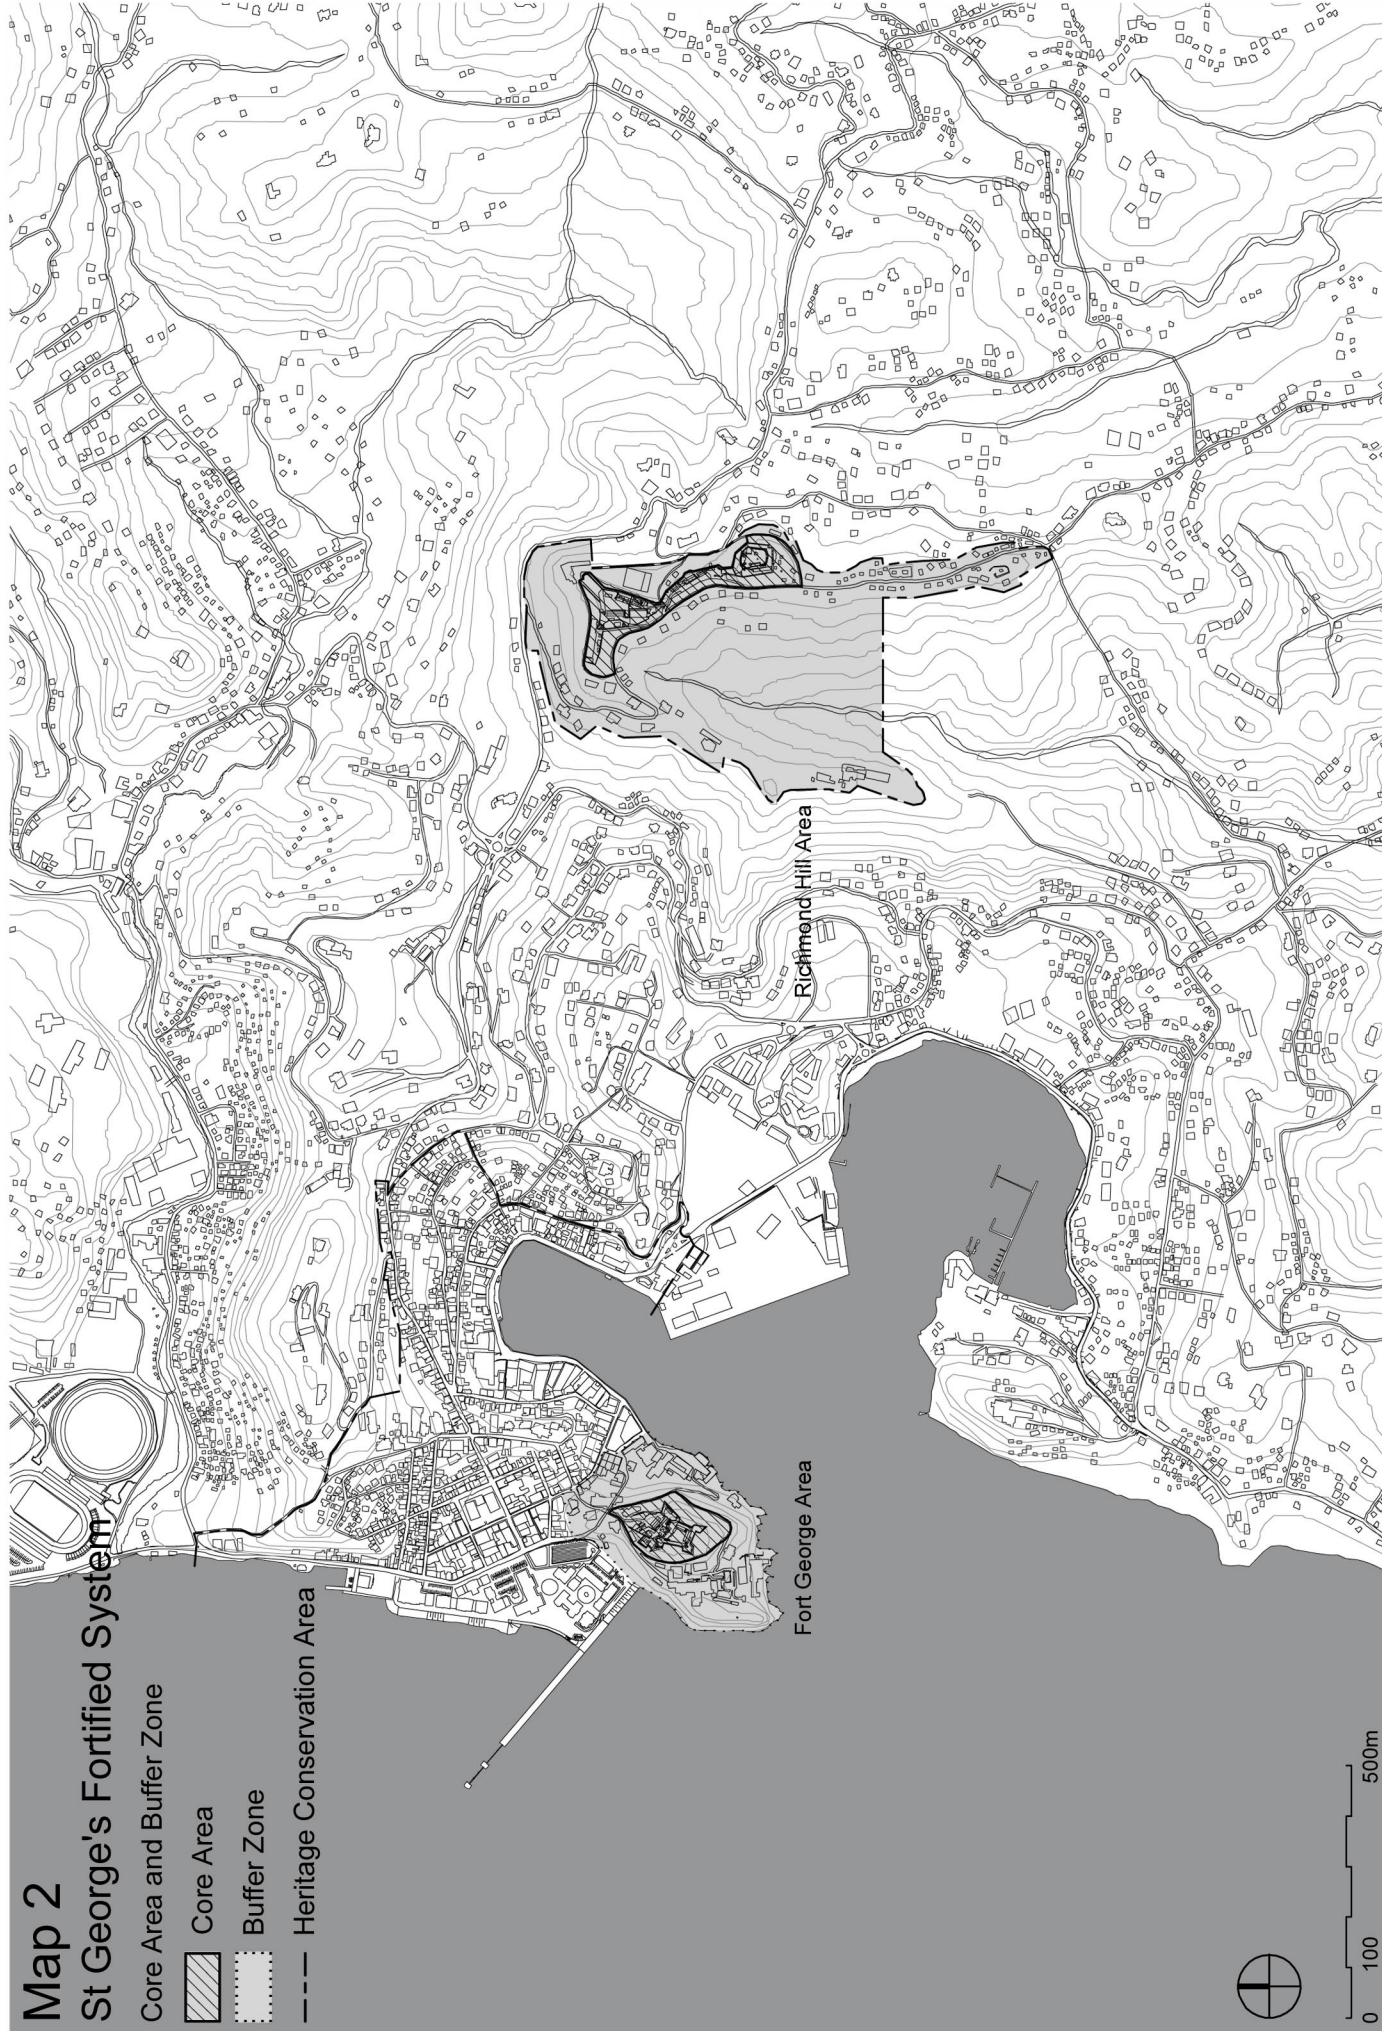 Map 2
St George's Fortified System
Core Area and Buffer Zone
Core Area
Buffer Zone
Heritage Conservation Area
Richmond Hill Area
Fort George Area
0 100 500m